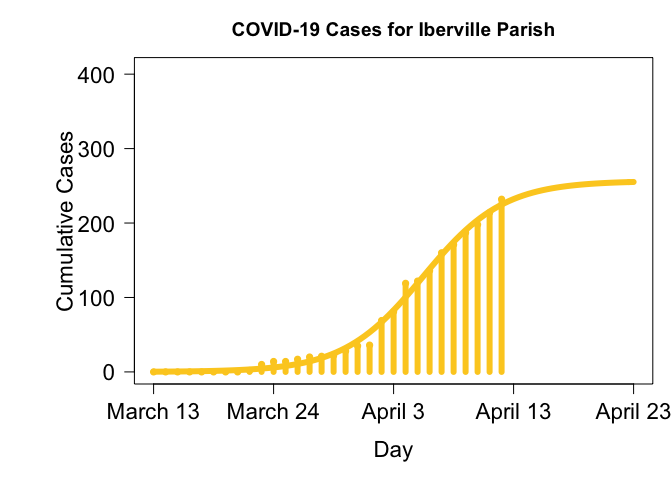 COVID-19 Cases for Iberville Parish
Cumulative Cases
400
300
200
100
0
March 13 March 24 April 3 April 13 April 23
Day